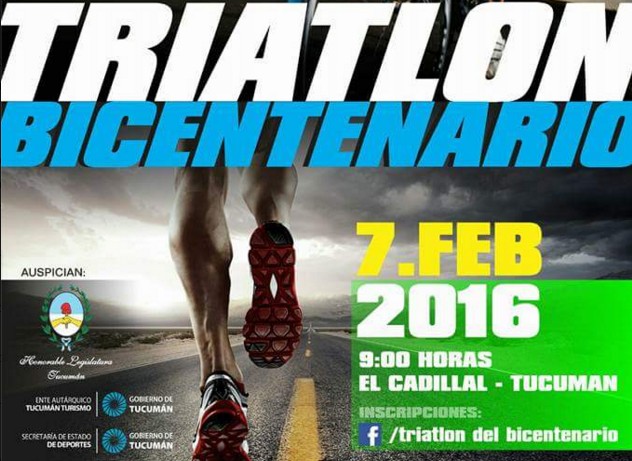 TRIATLON
BICENTENARIO
7.FEB
2016
9:00 HORAS
EL CADILLAL - TUCUMAN
INSCRIPCIONES:
f /triatlon del bicentenario
AUSPICIAN:
Honorable Legislatura
Tucumán
ENTE AUTÁRQUICO
TUCUMÁN TURISMO
GOBIERNO DE
TUCUMÁN
SECRETARÍA DE ESTADO
DE DEPORTES
GOBIERNO DE
TUCUMÁN